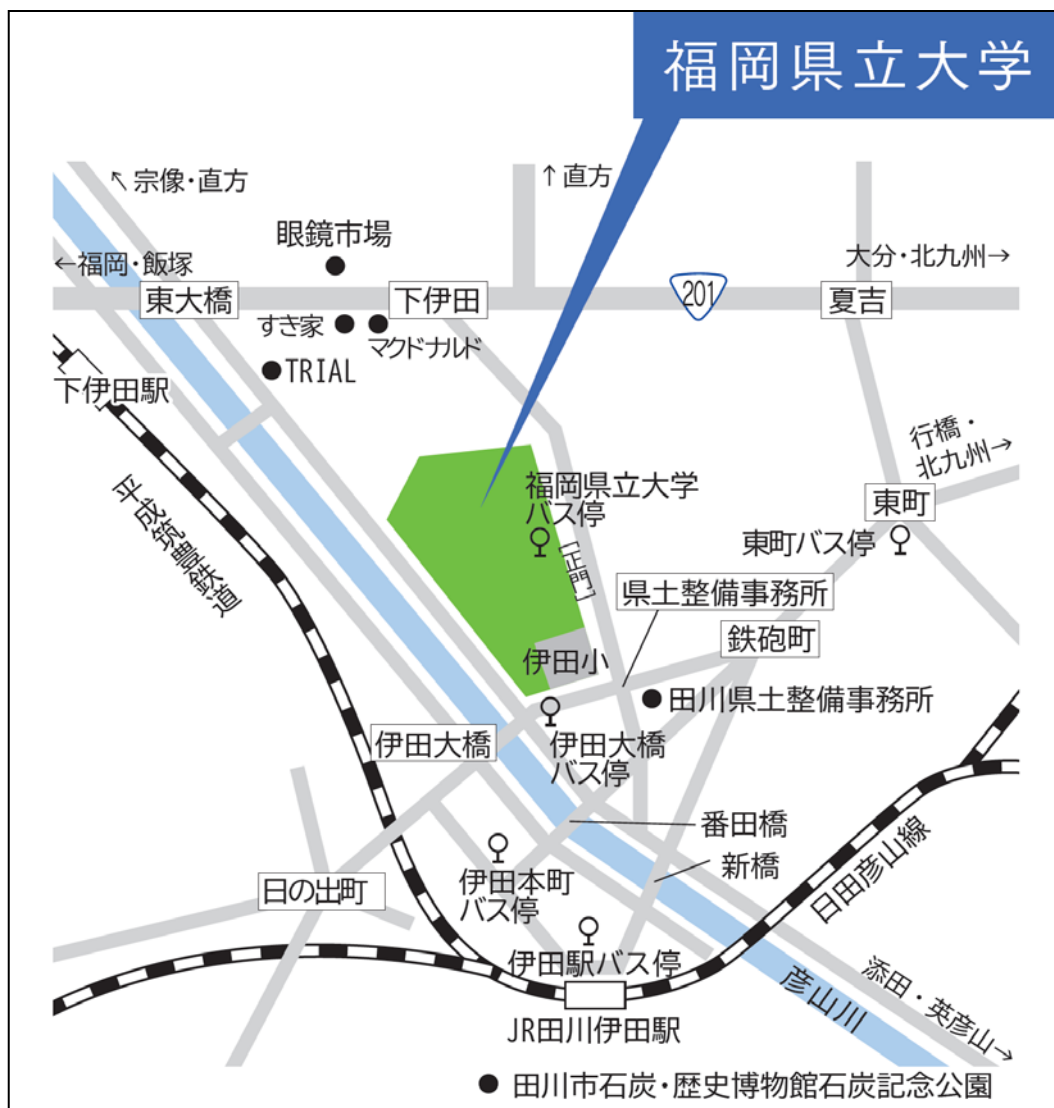 福岡県立大学
↖宗像・直方
↑直方
眼鏡市場
←福岡・飯塚
大分・北九州→
東大橋
下伊田
201
夏吉
すき家
マクドナルド
TRIAL
下伊田駅
行橋・
北九州→
平成筑豊鉄道
福岡県立大学
バス停
東町
東町バス停
[正門]
県土整備事務所
鉄砲町
伊田小
田川県土整備事務所
伊田大橋
伊田大橋
バス停
番田橋
新橋
日田彦山線
日の出町
伊田本町
バス停
伊田駅バス停
彦山川
添田・英彦山→
JR田川伊田駅
田川市石炭・歴史博物館石炭記念公園